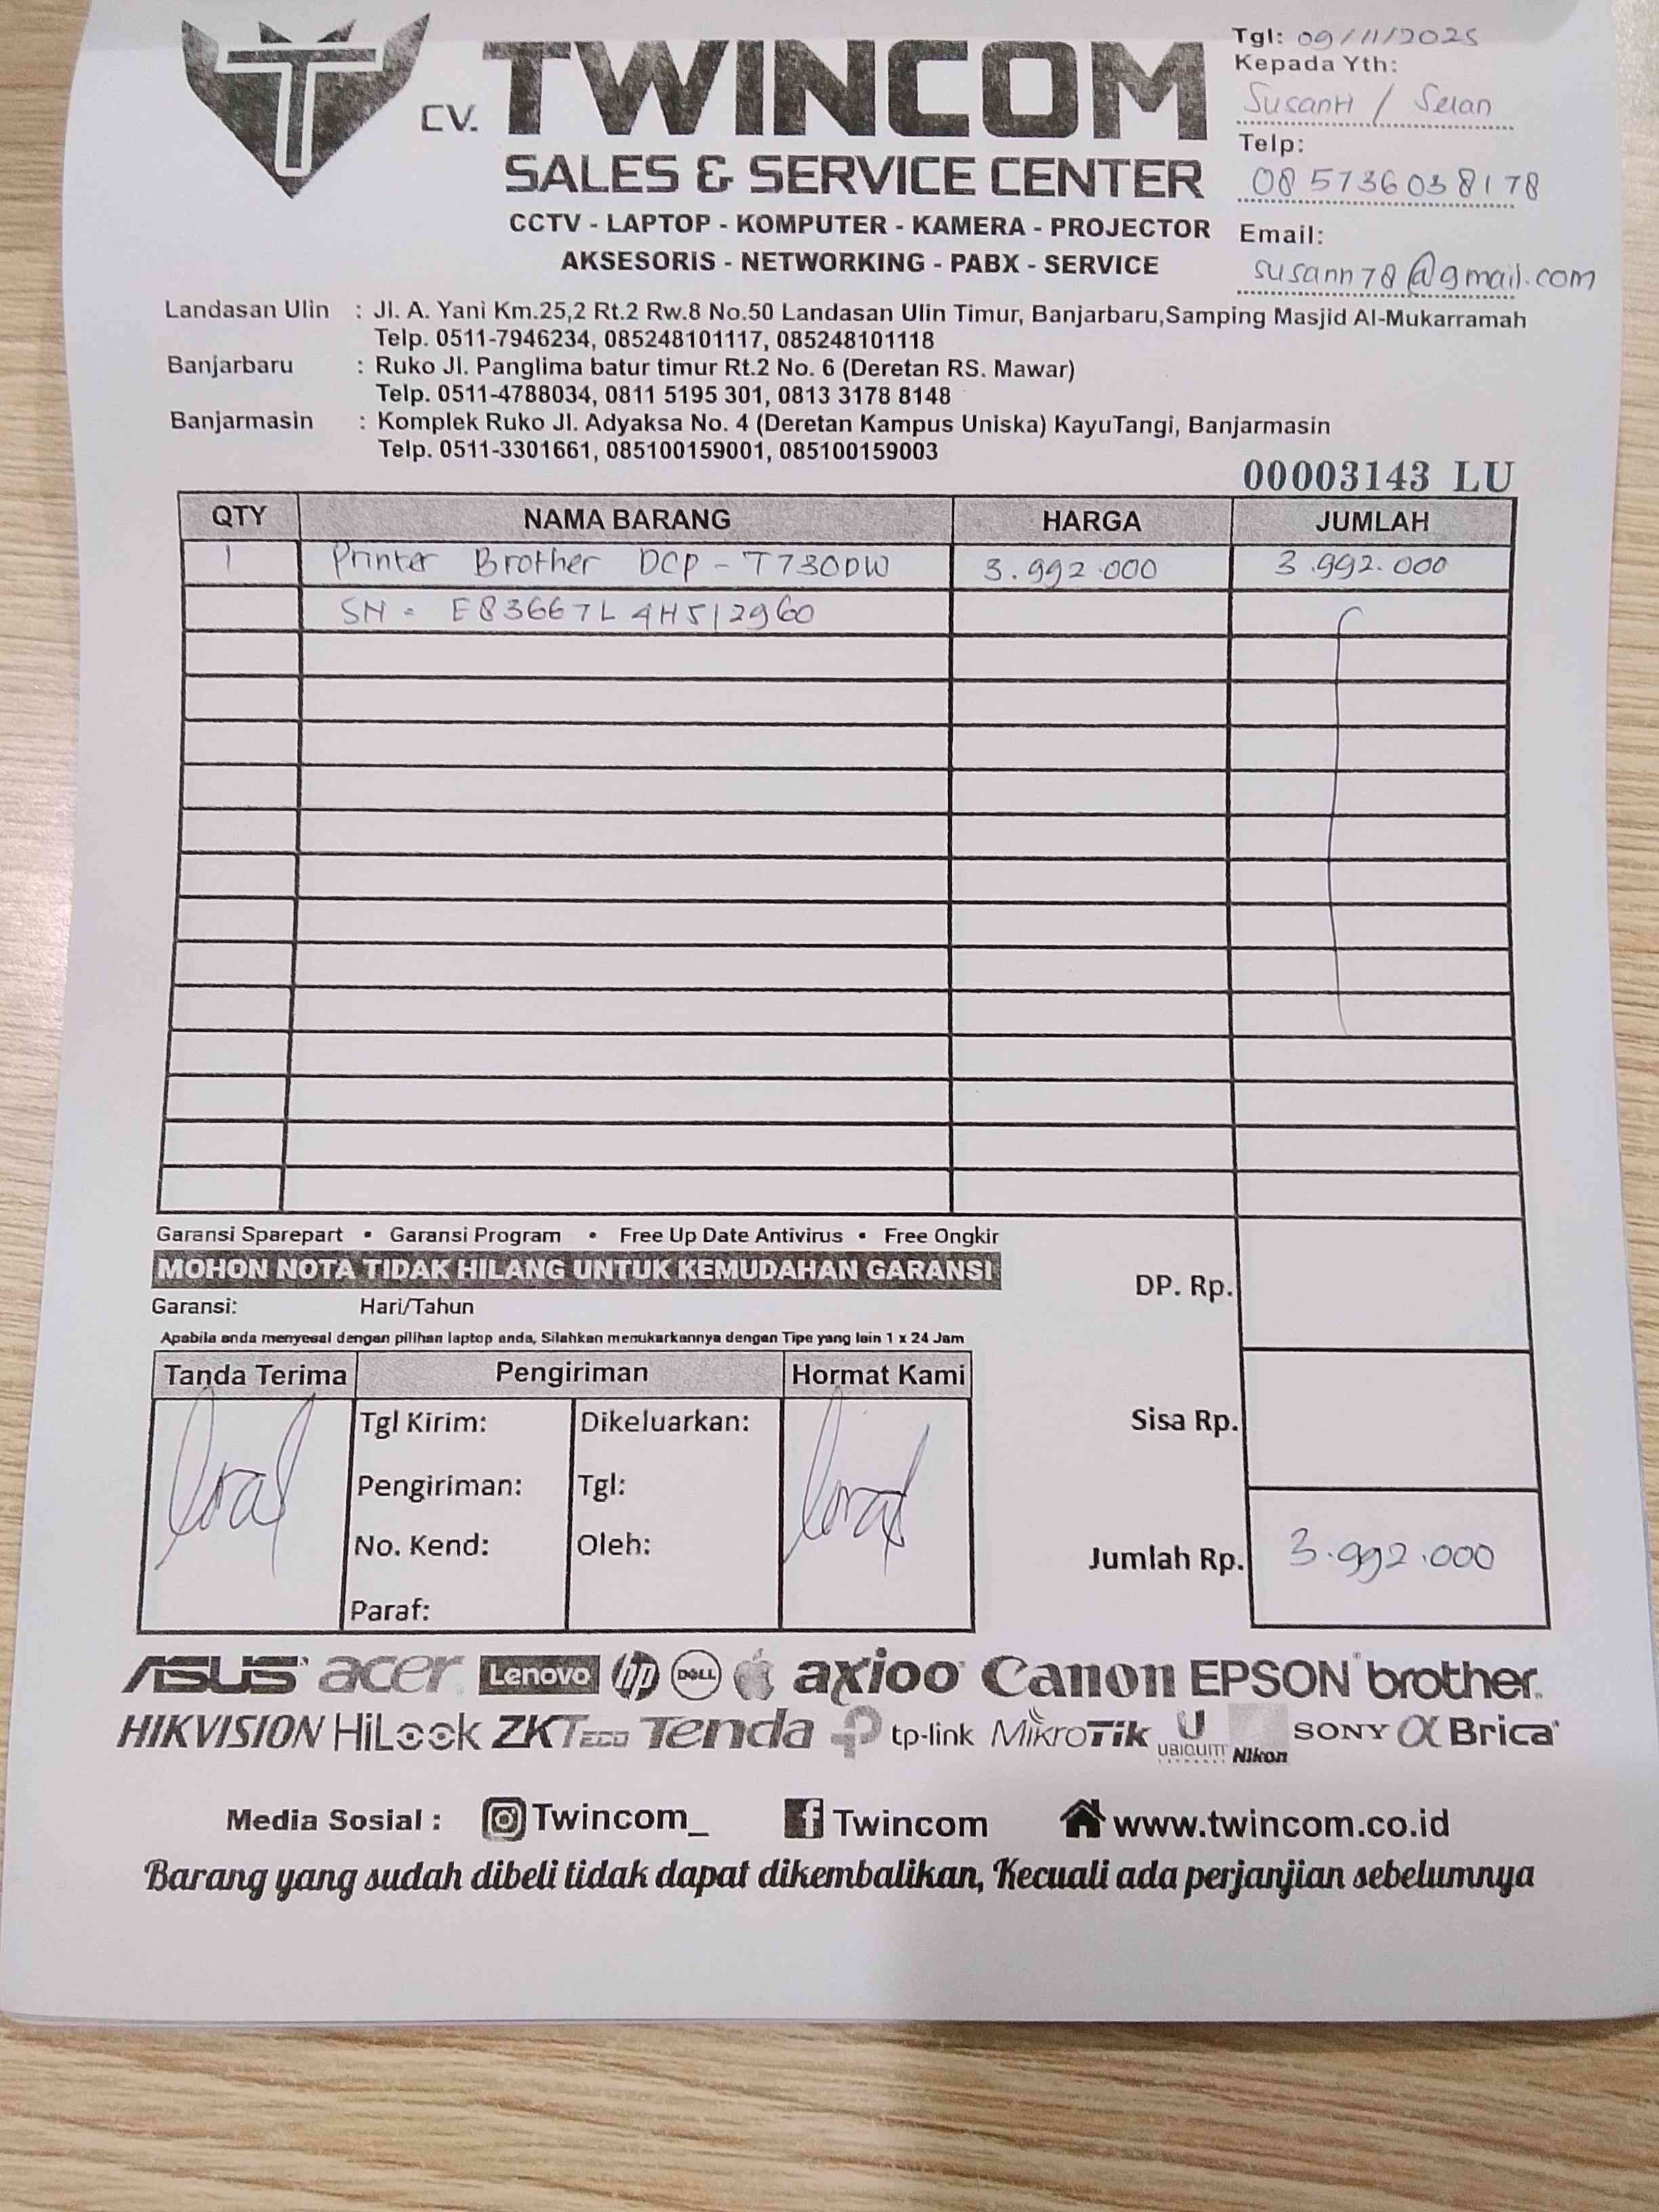 T
CV. TWINCOM
SALES & SERVICE CENTER
CCTV - LAPTOP - KOMPUTER - KAMERA - PROJECTOR
AKSESORIS - NETWORKING - PABX - SERVICE
Tgl: 09/11/2025
Kepada Yth:
Susanti / Selan
Telp:
085736038178
Email:
susann78@gmail.com
Landasan Ulin : Jl. A. Yani Km.25,2 Rt.2 Rw.8 No.50 Landasan Ulin Timur, Banjarbaru,Samping Masjid Al-Mukarramah
Telp. 0511-7946234, 085248101117, 085248101118
Banjarbaru : Ruko Jl. Panglima batur timur Rt.2 No. 6 (Deretan RS. Mawar)
Telp. 0511-4788034, 0811 5195 301, 0813 3178 8148
Banjarmasin : Komplek Ruko Jl. Adyaksa No. 4 (Deretan Kampus Uniska) KayuTangi, Banjarmasin
Telp. 0511-3301661, 085100159001, 085100159003
00003143 LU
QTY NAMA BARANG HARGA JUMLAH
1 Printer Brother DCP - T730DW 3.992.000 3.992.000
SN = E83667L4H512960
Garansi Sparepart • Garansi Program • Free Up Date Antivirus • Free Ongkir
MOHON NOTA TIDAK HILANG UNTUK KEMUDAHAN GARANSI
Garansi: Hari/Tahun
Apabila anda menyesal dengan pilihan laptop anda, Silahkan menukarkannya dengan Tipe yang lain 1 x 24 Jam
DP. Rp.
Sisa Rp.
Jumlah Rp. 3.992.000
Tanda Terima Pengiriman Hormat Kami
Tgl Kirim: Dikeluarkan:
Pengiriman: Tgl:
No. Kend: Oleh:
Paraf:
ASUS acer Lenovo hp DELL axioo Canon EPSON brother
HIKVISION HiLook ZKTECO Tenda tp-link MikroTik U UBIQUITI Nikon SONY α Brica
Media Sosial : Twincom_ f Twincom www.twincom.co.id
Barang yang sudah dibeli tidak dapat dikembalikan, Kecuali ada perjanjian sebelumnya